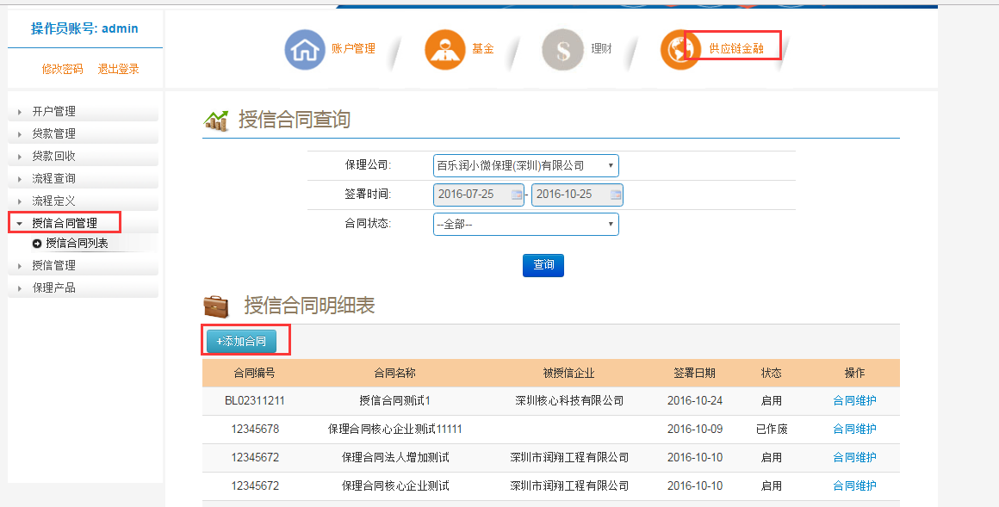 操作员账号: admin
修改密码 退出登录
账户管理 基金 理财 供应链金融
开户管理
贷款管理
贷款回收
流程查询
流程定义
授信合同管理
授信合同列表
授信管理
保理产品
授信合同查询
保理公司: 百乐润小微保理(深圳)有限公司
签署时间: 2016-07-25 - 2016-10-25
合同状态: --全部--
查询
授信合同明细表
+添加合同
合同编号 合同名称 被授信企业 签署日期 状态 操作
BL02311211 授信合同测试1 深圳核心科技有限公司 2016-10-24 启用 合同维护
12345678 保理合同核心企业测试11111 2016-10-09 已作废 合同维护
12345672 保理合同法人增加测试 深圳市润翔工程有限公司 2016-10-10 启用 合同维护
12345672 保理合同核心企业测试 深圳市润翔工程有限公司 2016-10-10 启用 合同维护